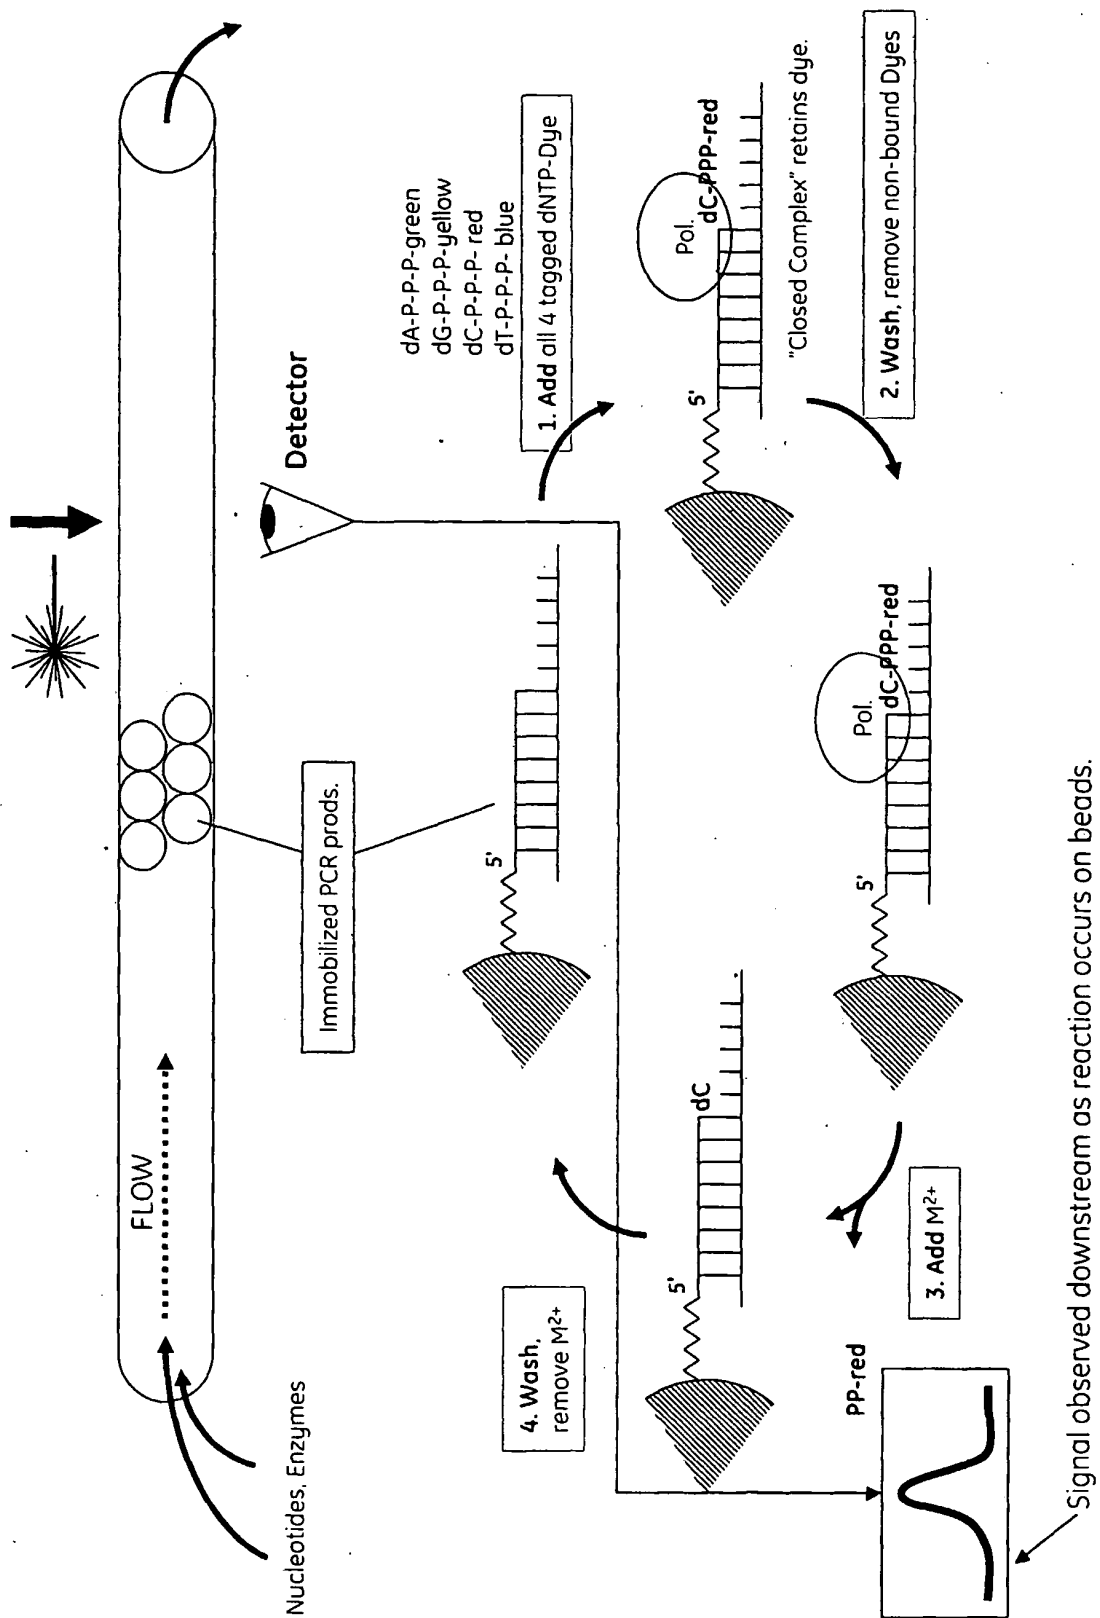 FLOW
Nucleotides, Enzymes
Detector
Immobilized PCR prods.
5'
dA-P-P-P-green
dG-P-P-P-yellow
dC-P-P-P- red
dT-P-P-P- blue
1. Add all 4 tagged dNTP-Dye
5'
Pol.
dC-PPP-red
"Closed Complex" retains dye.
2. Wash, remove non-bound Dyes
5'
Pol.
dC-PPP-red
3. Add M²⁺
PP-red
5'
dC
4. Wash,
remove M²⁺
Signal observed downstream as reaction occurs on beads.